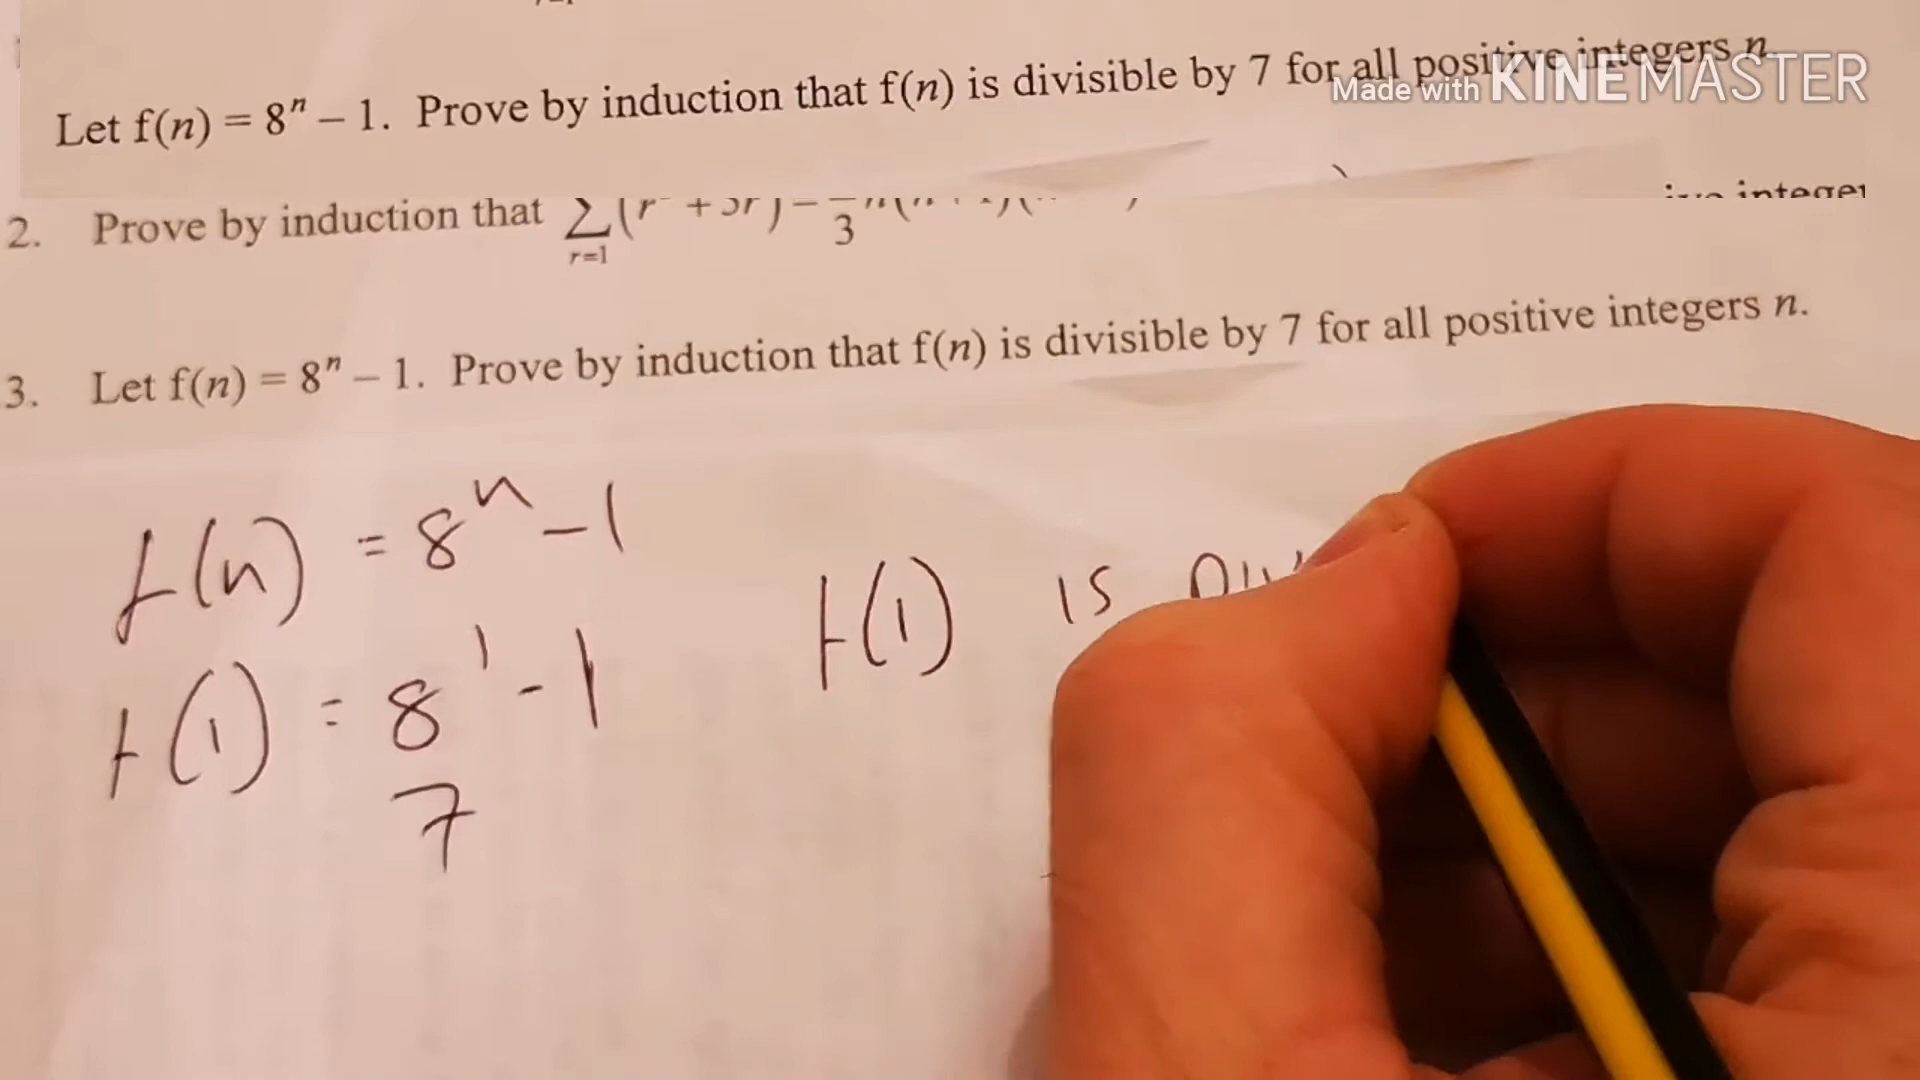 Let f(n) = 8ⁿ – 1. Prove by induction that f(n) is divisible by 7 for all positive integers n
Made with KINEMASTER
2. Prove by induction that ∑ r=1 3
integer
3. Let f(n) = 8ⁿ – 1. Prove by induction that f(n) is divisible by 7 for all positive integers n.
f(n) = 8ⁿ - 1
f(1) is
f(1) = 8¹ - 1
7